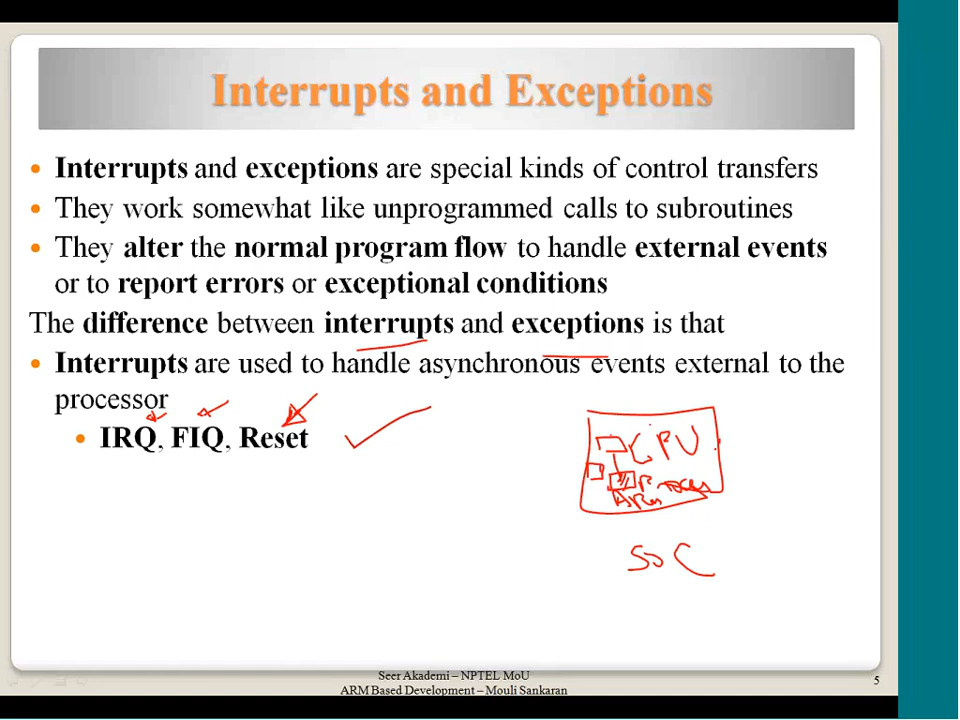 Interrupts and Exceptions
Interrupts and exceptions are special kinds of control transfers
They work somewhat like unprogrammed calls to subroutines
They alter the normal program flow to handle external events
or to report errors or exceptional conditions
The difference between interrupts and exceptions is that
Interrupts are used to handle asynchronous events external to the
processor
IRQ, FIQ, Reset
CPU
SoC
Seer Akademi – NPTEL MoU
ARM Based Development – Mouli Sankaran
5